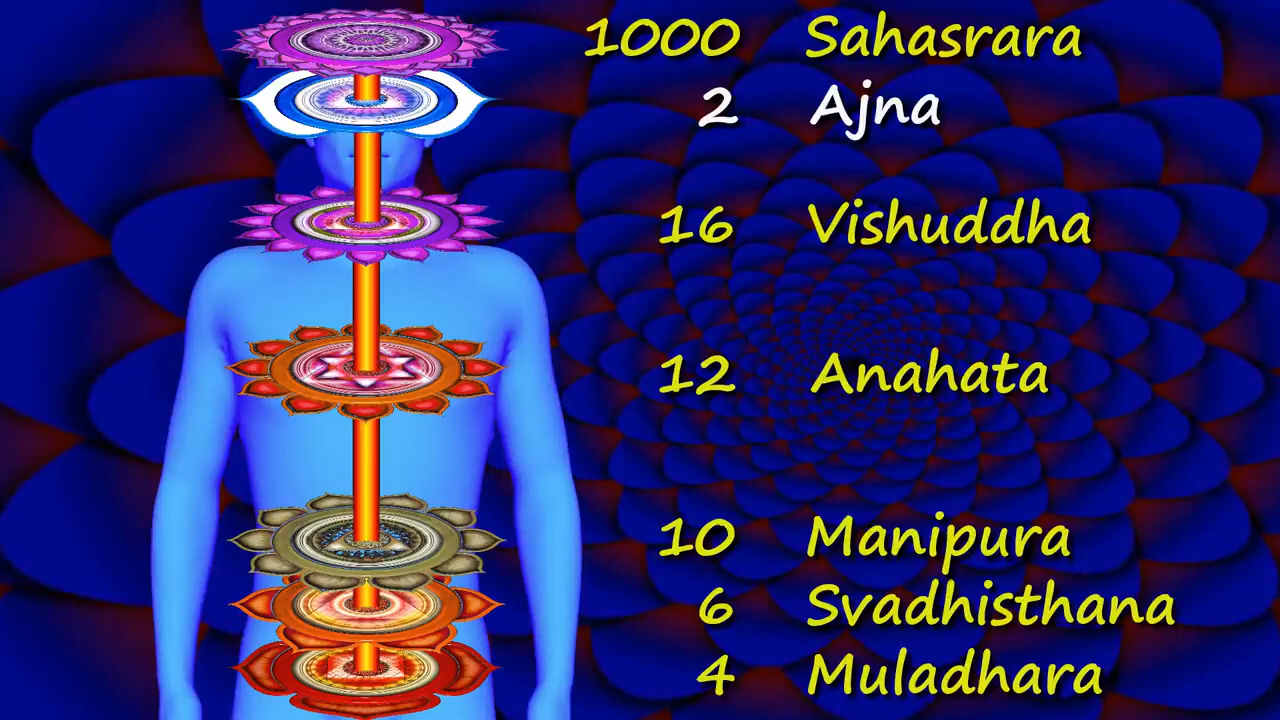 1000 Sahasrara
2 Ajna
16 Vishuddha
12 Anahata
10 Manipura
6 Svadhisthana
4 Muladhara